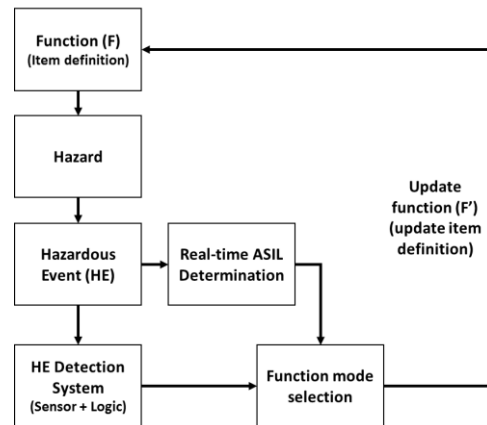 Function (F)
(Item definition)
Hazard
Update
function (F’)
(update item
definition)
Hazardous
Event (HE)
Real-time ASIL
Determination
HE Detection
System
(Sensor + Logic)
Function mode
selection